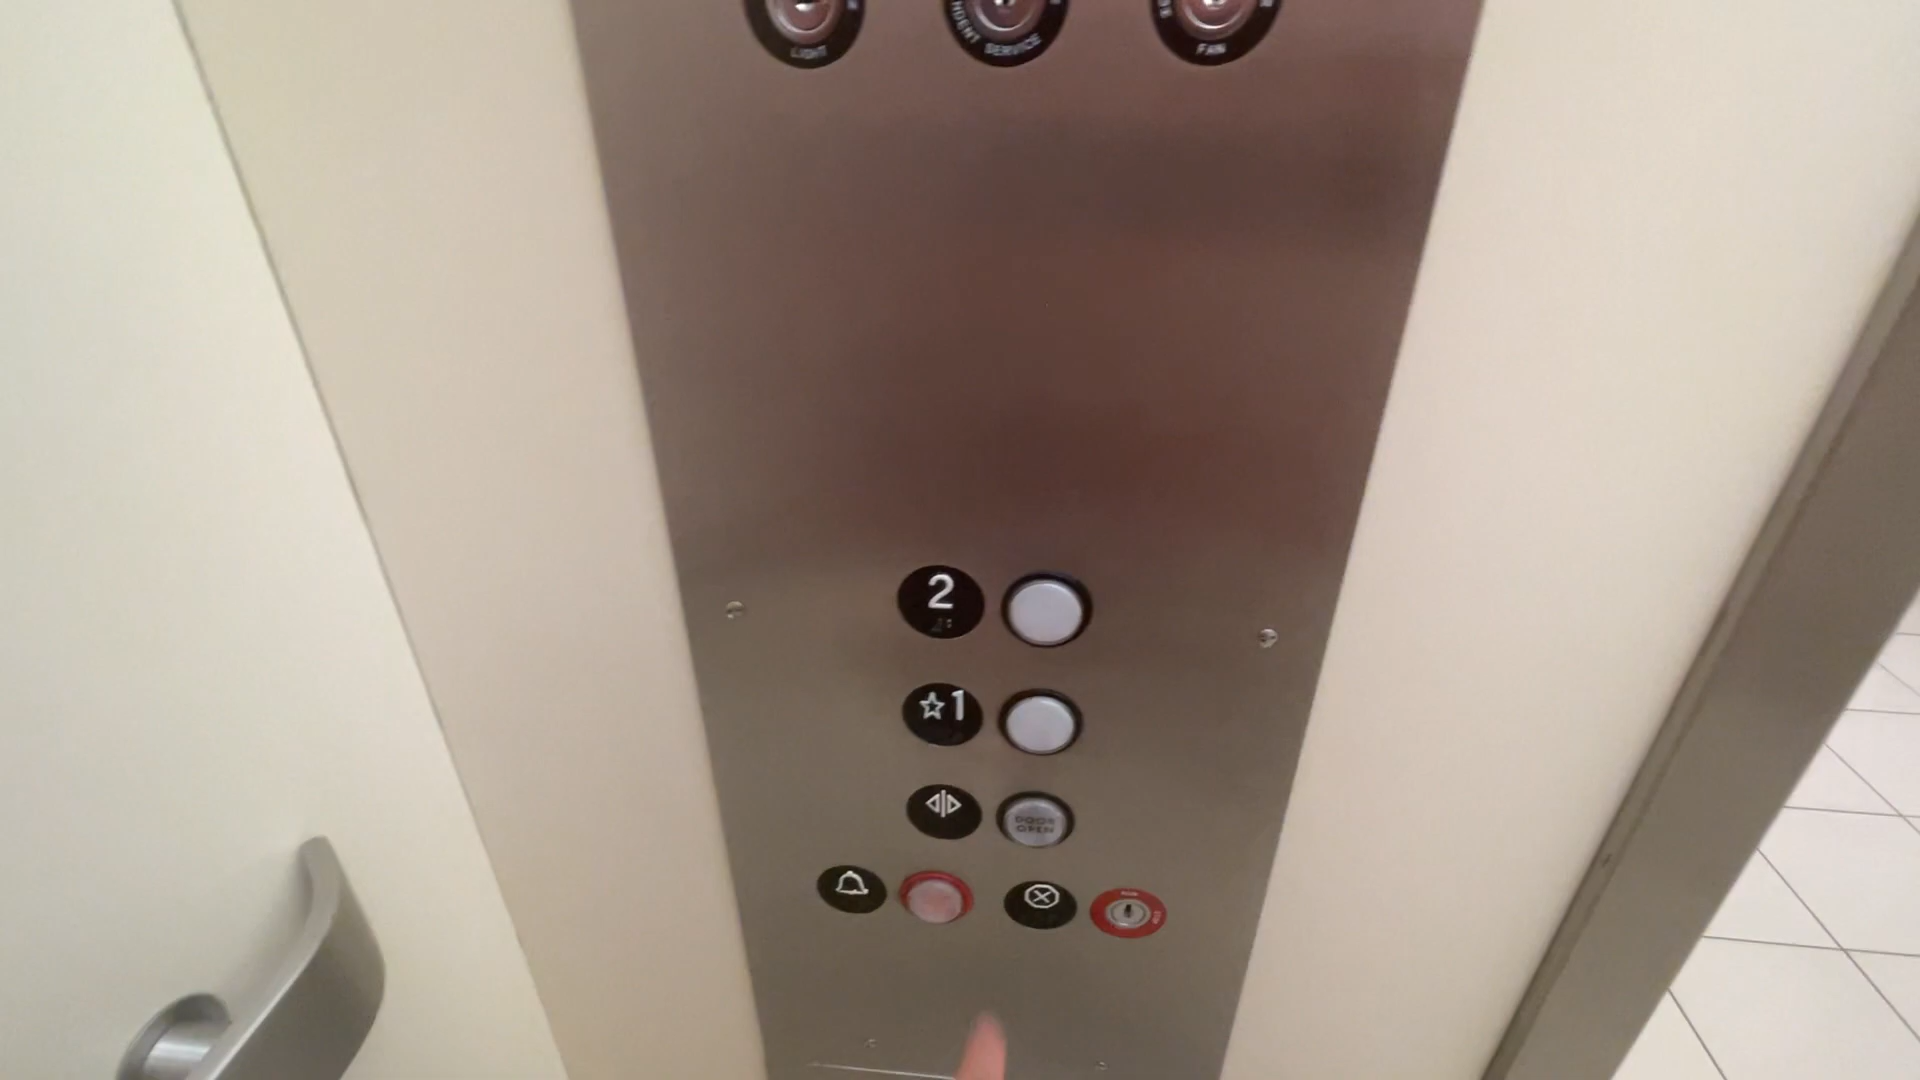 LIGHT
SERVICE
FAN
2
☆1
DOOR
OPEN